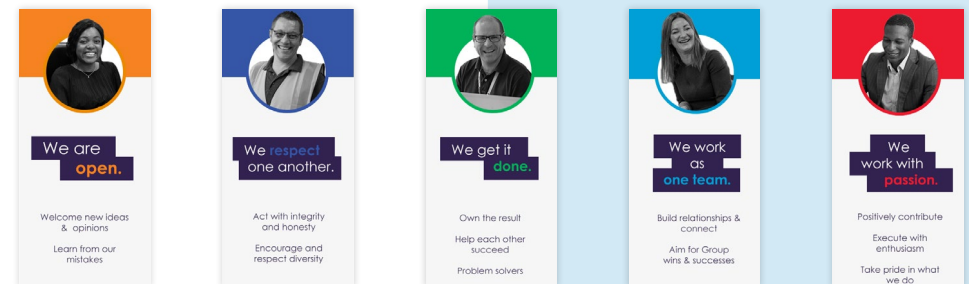 We are
open.
Welcome new ideas
& opinions
Learn from our
mistakes
We respect
one another.
Act with integrity
and honesty
Encourage and
respect diversity
We get it
done.
Own the result
Help each other
succeed
Problem solvers
We work
as
one team.
Build relationships &
connect
Aim for Group
wins & successes
We
work with
passion.
Positively contribute
Execute with
enthusiasm
Take pride in what
we do